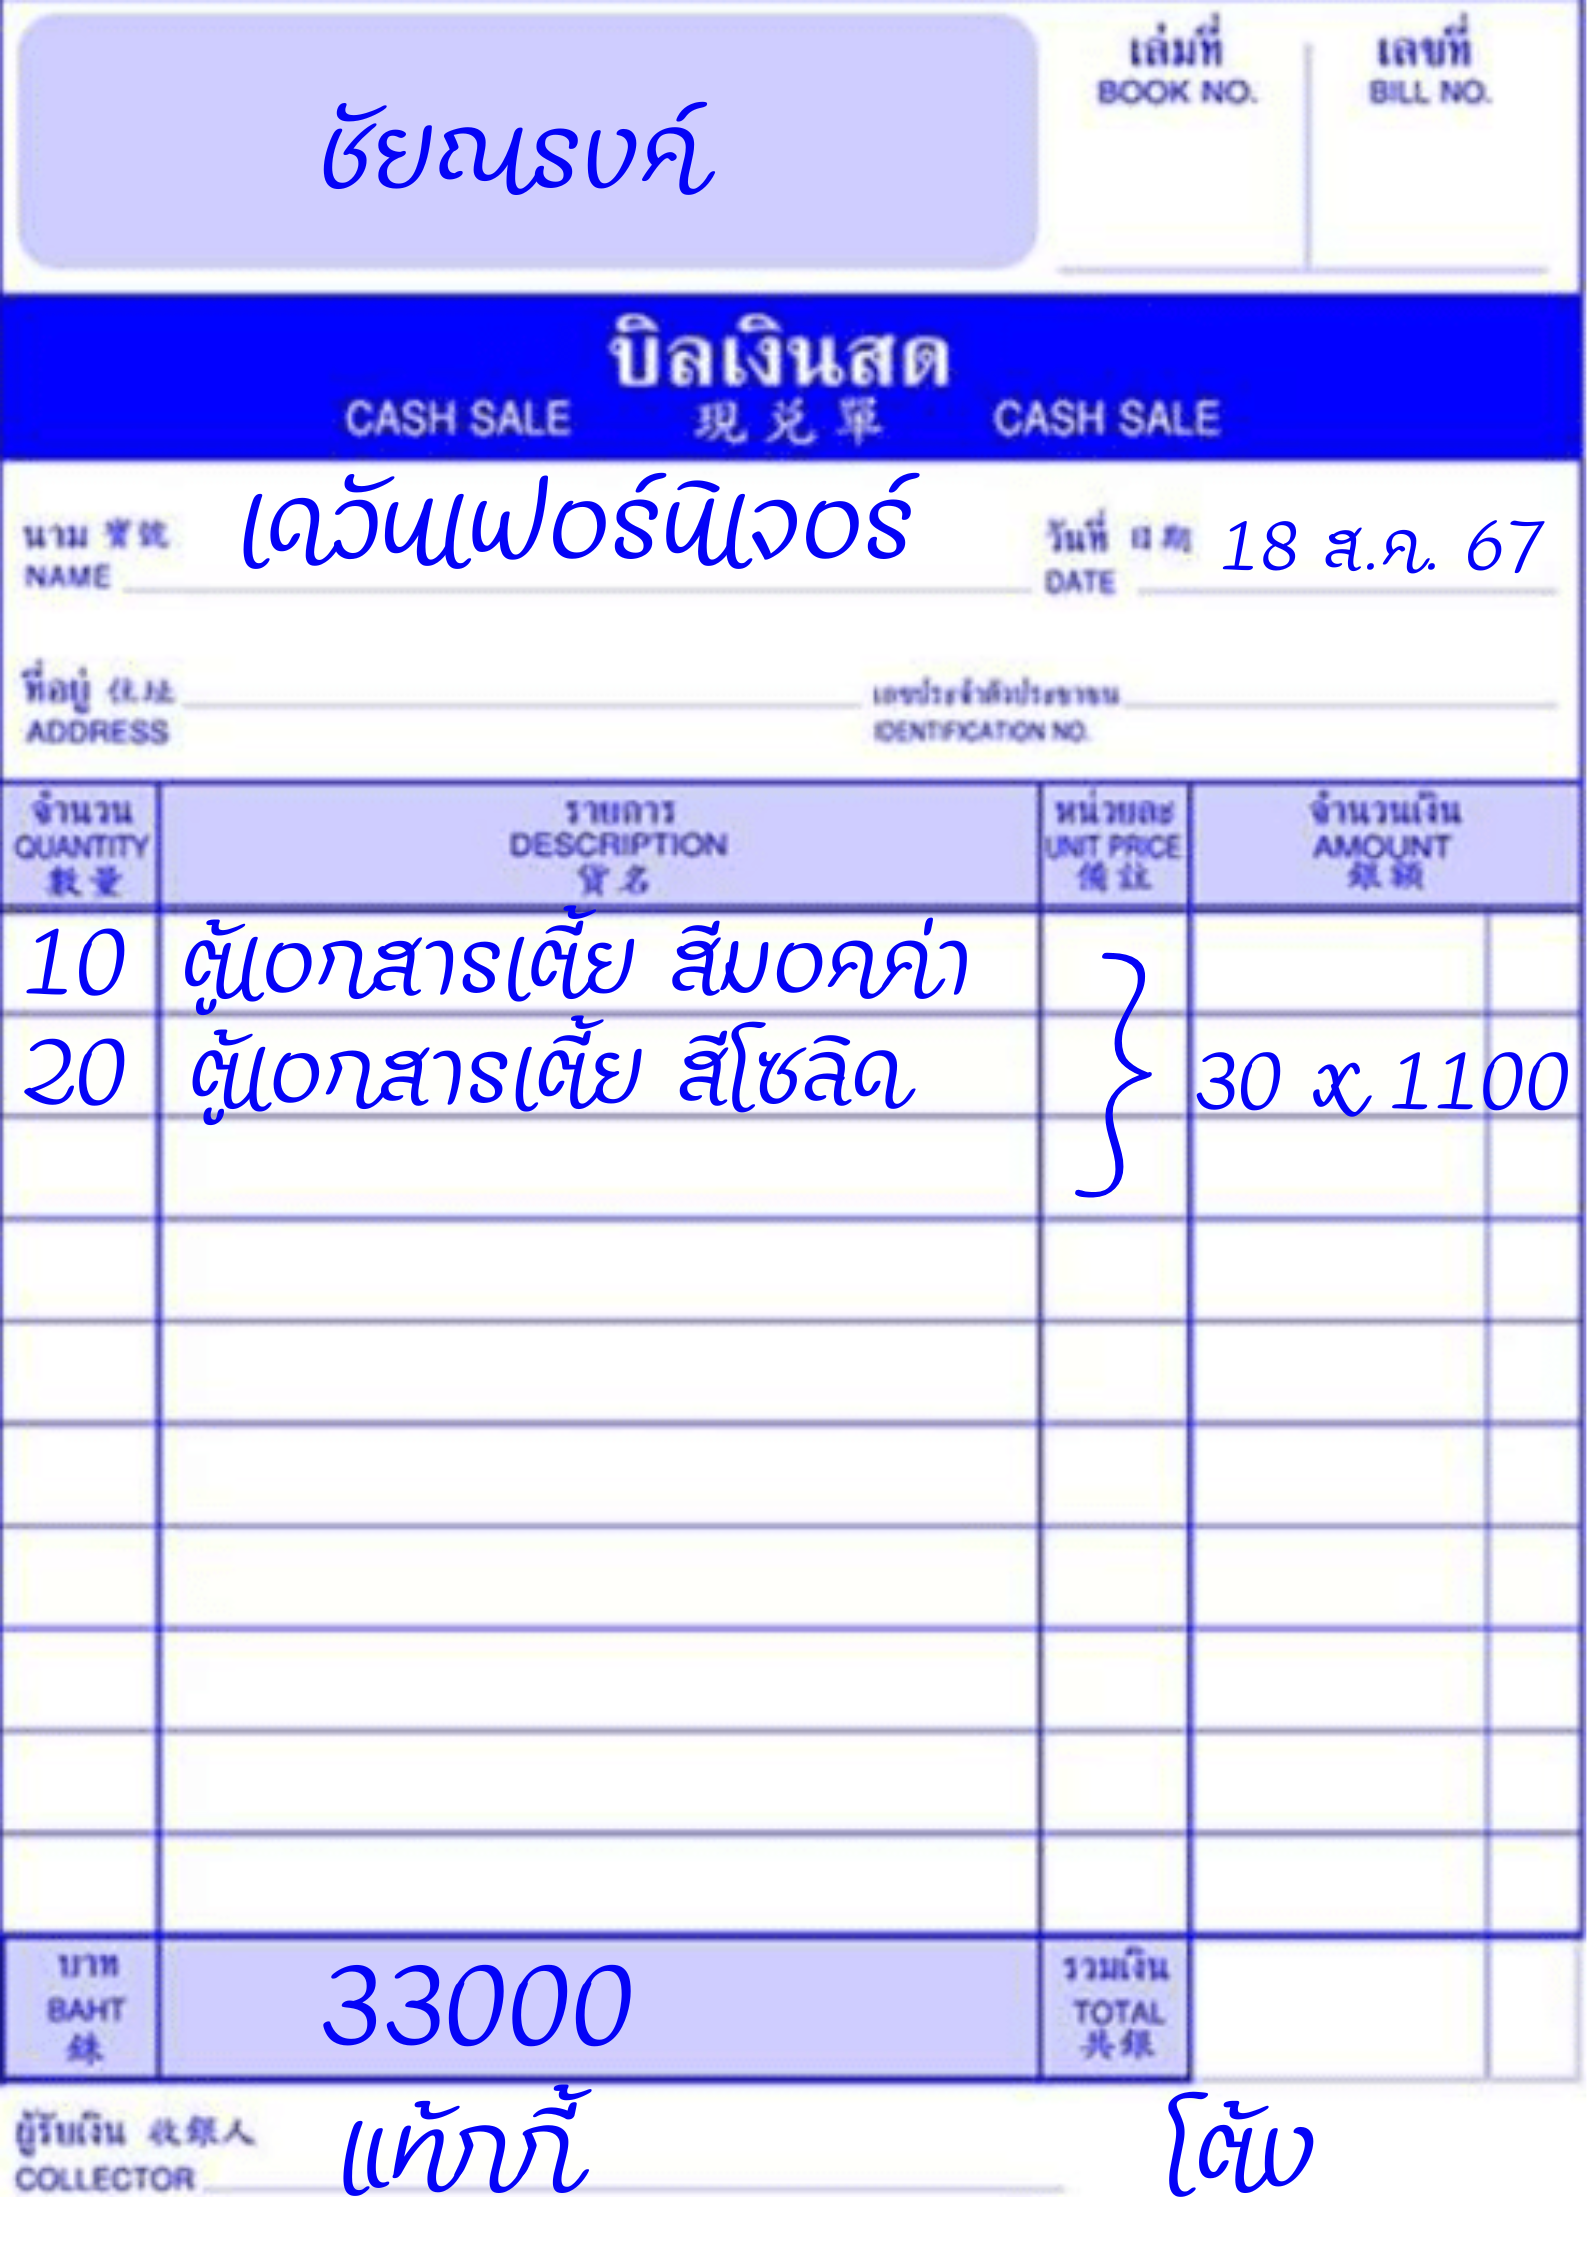 ชัยณรงค์
เล่มที่ เลขที่
BOOK NO. BILL NO.
บิลเงินสด
CASH SALE 現兑單 CASH SALE
นาม 寶號 เดวันเฟอร์นิเจอร์ วันที่ 日期 18 ส.ค. 67
NAME DATE
ที่อยู่ 住址 เลขประจำตัวประชาชน
ADDRESS IDENTIFICATION NO.
จำนวน รายการ หน่วยละ จำนวนเงิน
QUANTITY DESCRIPTION UNIT PRICE AMOUNT
數量 貨名 備註 銀額
10 ตู้เอกสารเตี้ย สีมอคค่า
20 ตู้เอกสารเตี้ย สีโซลิด } 30 x 1100
บาท 33000 รวมเงิน
BAHT TOTAL
銖 共銀
ผู้รับเงิน 收銀人 แท้กกี้ โต้ง
COLLECTOR